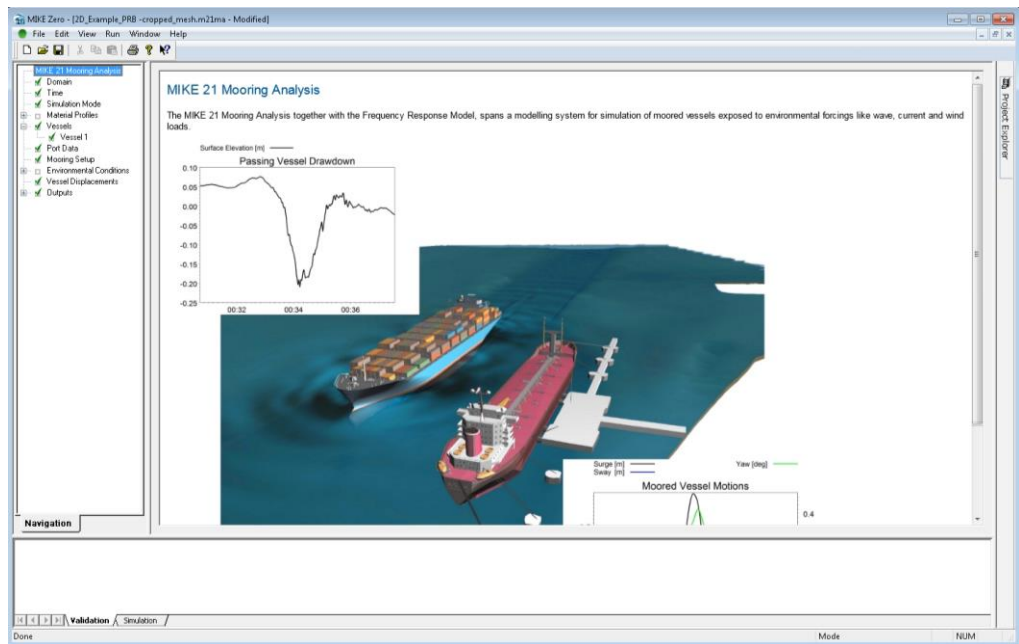 MIKE Zero - [2D_Example_PRB -cropped_mesh.m21ma - Modified]
File Edit View Run Window Help
MIKE 21 Mooring Analysis
Domain
Time
Simulation Mode
Material Profiles
Vessels
Vessel 1
Port Data
Mooring Setup
Environmental Conditions
Vessel Displacements
Outputs
Navigation
MIKE 21 Mooring Analysis
The MIKE 21 Mooring Analysis together with the Frequency Response Model, spans a modelling system for simulation of moored vessels exposed to environmental forcings like wave, current and wind
loads.
Surface Elevation [m]
Passing Vessel Drawdown
0.10
0.05
0.00
-0.05
-0.10
-0.15
-0.20
-0.25
00:32 00:34 00:36
Surge [m] Yaw [deg]
Sway [m]
Moored Vessel Motions
0.4
Project Explorer
Validation Simulation
Done Mode NUM